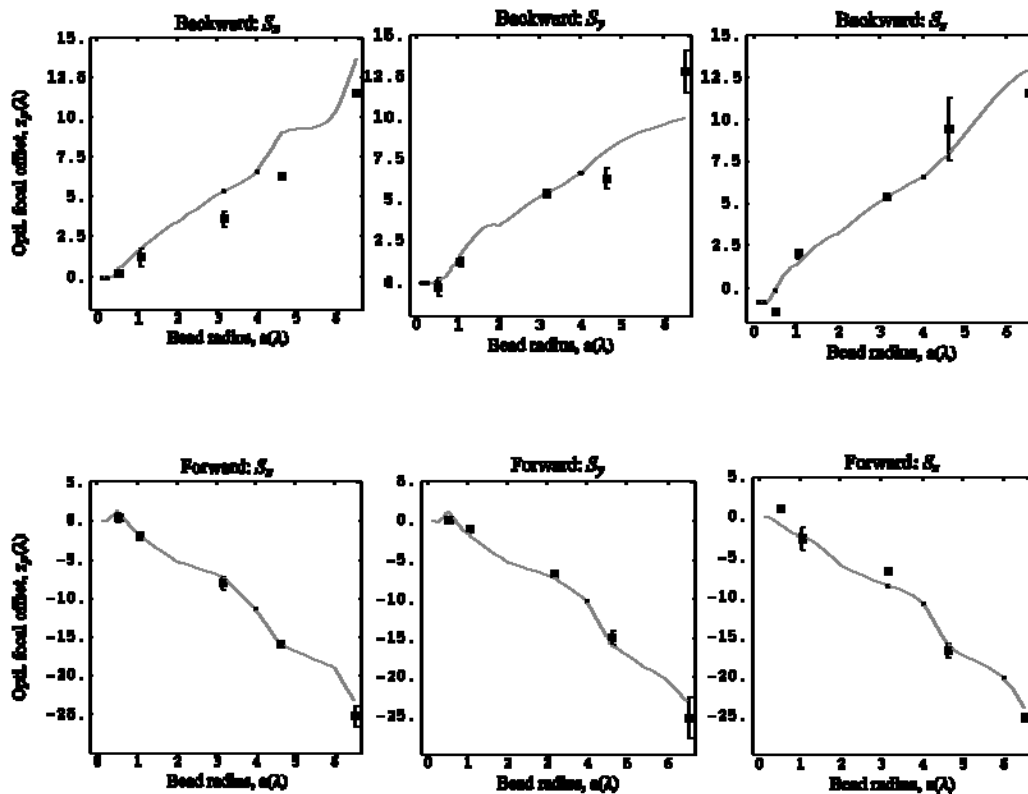 Backward: Sx
Backward: Sy
Backward: Sz
15.
12.5
10.
7.5
5.
2.5
0.
Opti. focal offset, zp(λ)
0 1 2 3 4 5 6
Bead radius, a(λ)
15.
12.5
10.
7.5
5.
2.5
0.
0 1 2 3 4 5 6
Bead radius, a(λ)
15.
12.5
10.
7.5
5.
2.5
0.
0 1 2 3 4 5 6
Bead radius, a(λ)
Forward: Sx
Forward: Sy
Forward: Sz
5.
0.
-5.
-10.
-15.
-20.
-25.
Opti. focal offset, zp(λ)
0 1 2 3 4 5 6
Bead radius, a(λ)
5.
0.
-5.
-10.
-15.
-20.
-25.
0 1 2 3 4 5 6
Bead radius, a(λ)
5.
0.
-5.
-10.
-15.
-20.
-25.
0 1 2 3 4 5 6
Bead radius, a(λ)